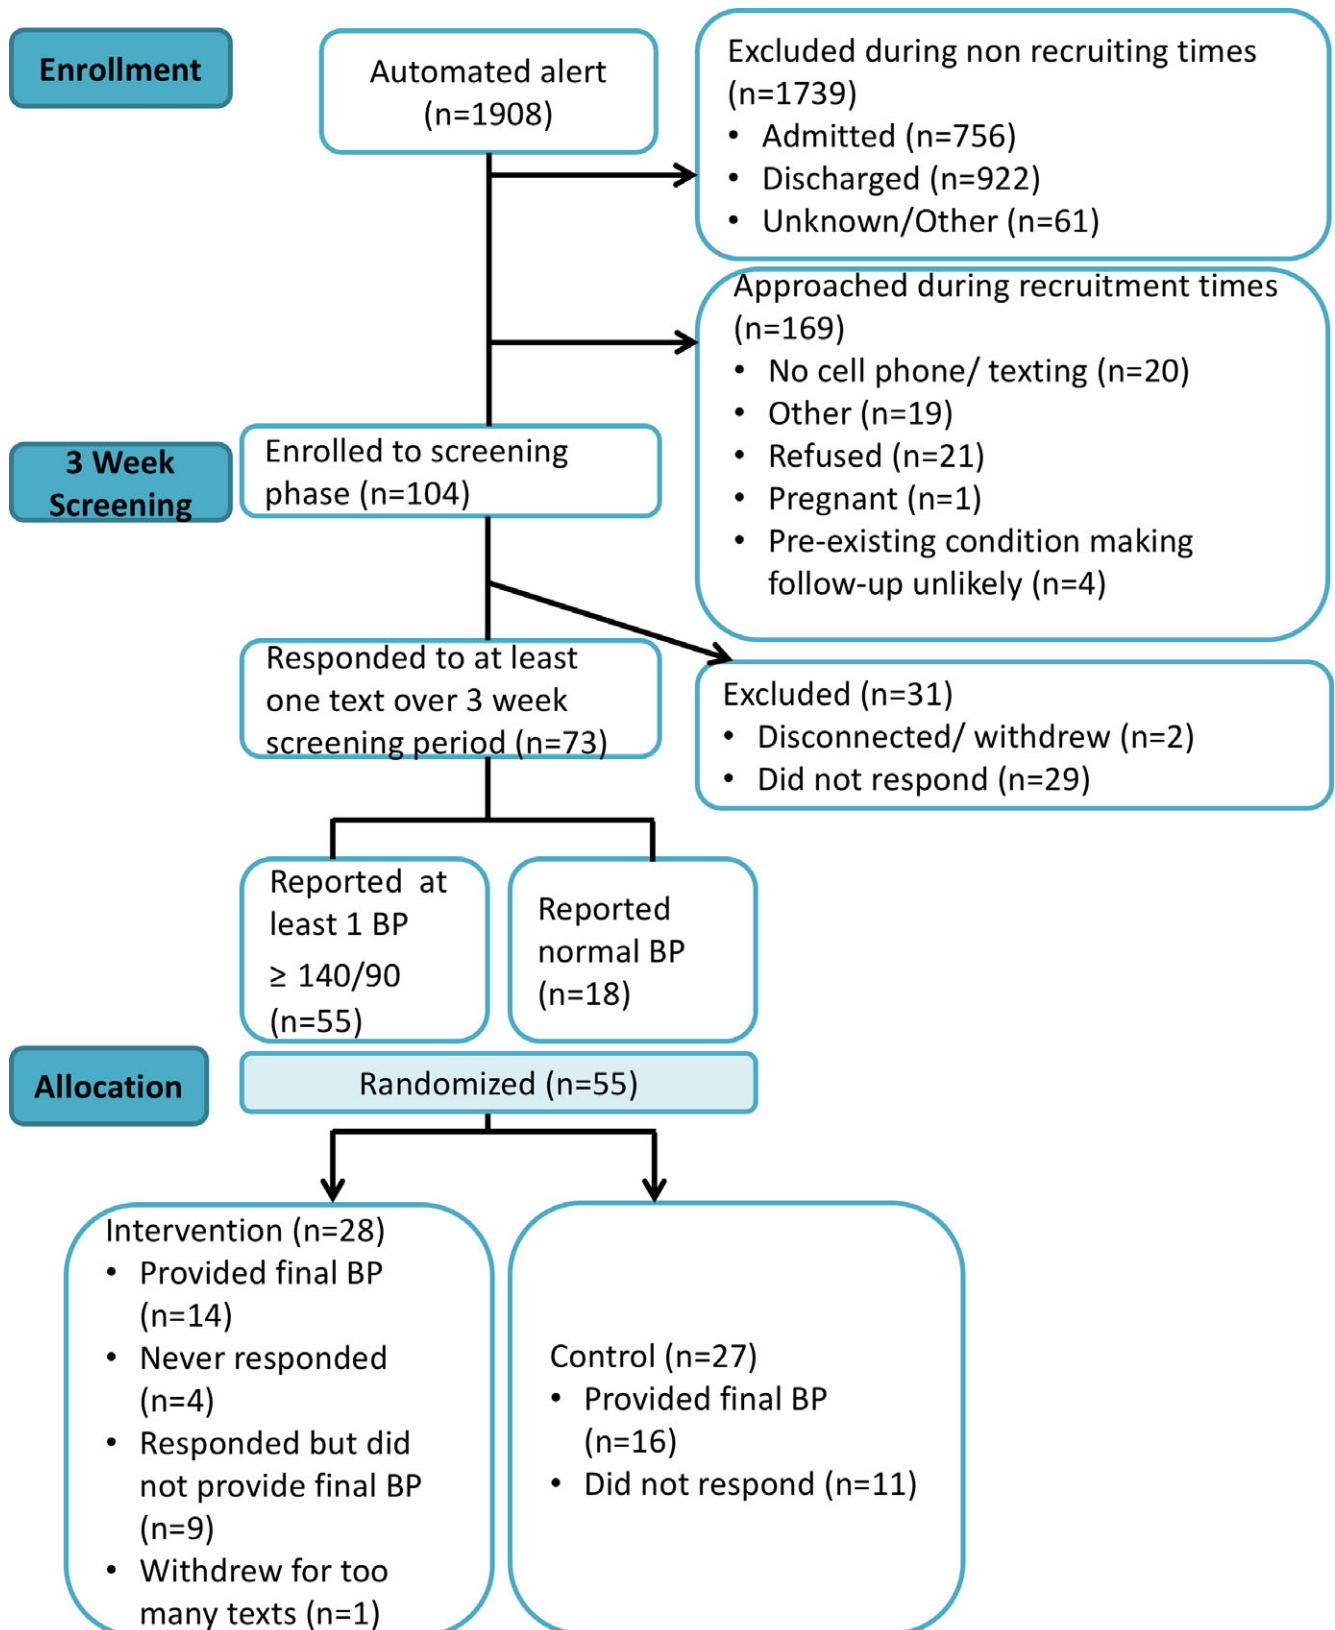 Enrollment
Automated alert
(n=1908)
Excluded during non recruiting times
(n=1739)
• Admitted (n=756)
• Discharged (n=922)
• Unknown/Other (n=61)
Approached during recruitment times
(n=169)
• No cell phone/ texting (n=20)
• Other (n=19)
• Refused (n=21)
• Pregnant (n=1)
• Pre-existing condition making
follow-up unlikely (n=4)
3 Week
Screening
Enrolled to screening
phase (n=104)
Responded to at least
one text over 3 week
screening period (n=73)
Excluded (n=31)
• Disconnected/ withdrew (n=2)
• Did not respond (n=29)
Reported at
least 1 BP
≥ 140/90
(n=55)
Reported
normal BP
(n=18)
Allocation
Randomized (n=55)
Intervention (n=28)
• Provided final BP
(n=14)
• Never responded
(n=4)
• Responded but did
not provide final BP
(n=9)
• Withdrew for too
many texts (n=1)
Control (n=27)
• Provided final BP
(n=16)
• Did not respond (n=11)